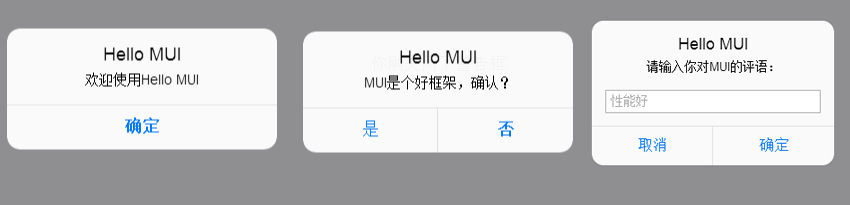 Hello MUI
欢迎使用Hello MUI
确定
Hello MUI
MUI是个好框架，确认？
是 否
Hello MUI
请输入你对MUI的评语：
性能好
取消 确定